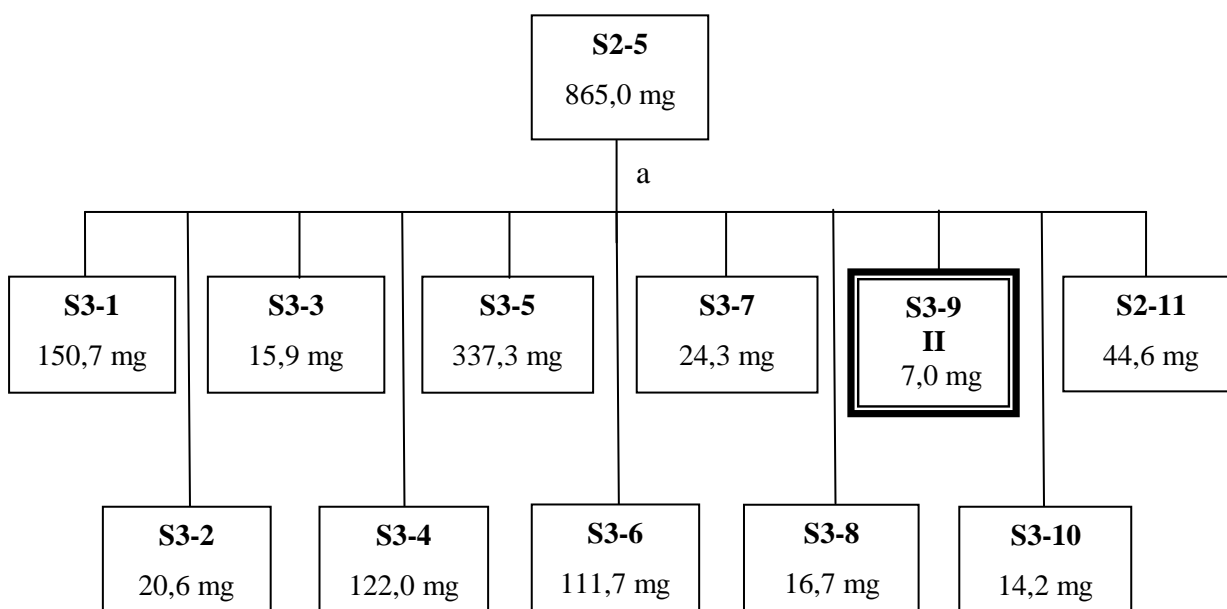 S2-5
865,0 mg
a
S3-1
150,7 mg
S3-3
15,9 mg
S3-5
337,3 mg
S3-7
24,3 mg
S3-9
II
7,0 mg
S2-11
44,6 mg
S3-2
20,6 mg
S3-4
122,0 mg
S3-6
111,7 mg
S3-8
16,7 mg
S3-10
14,2 mg